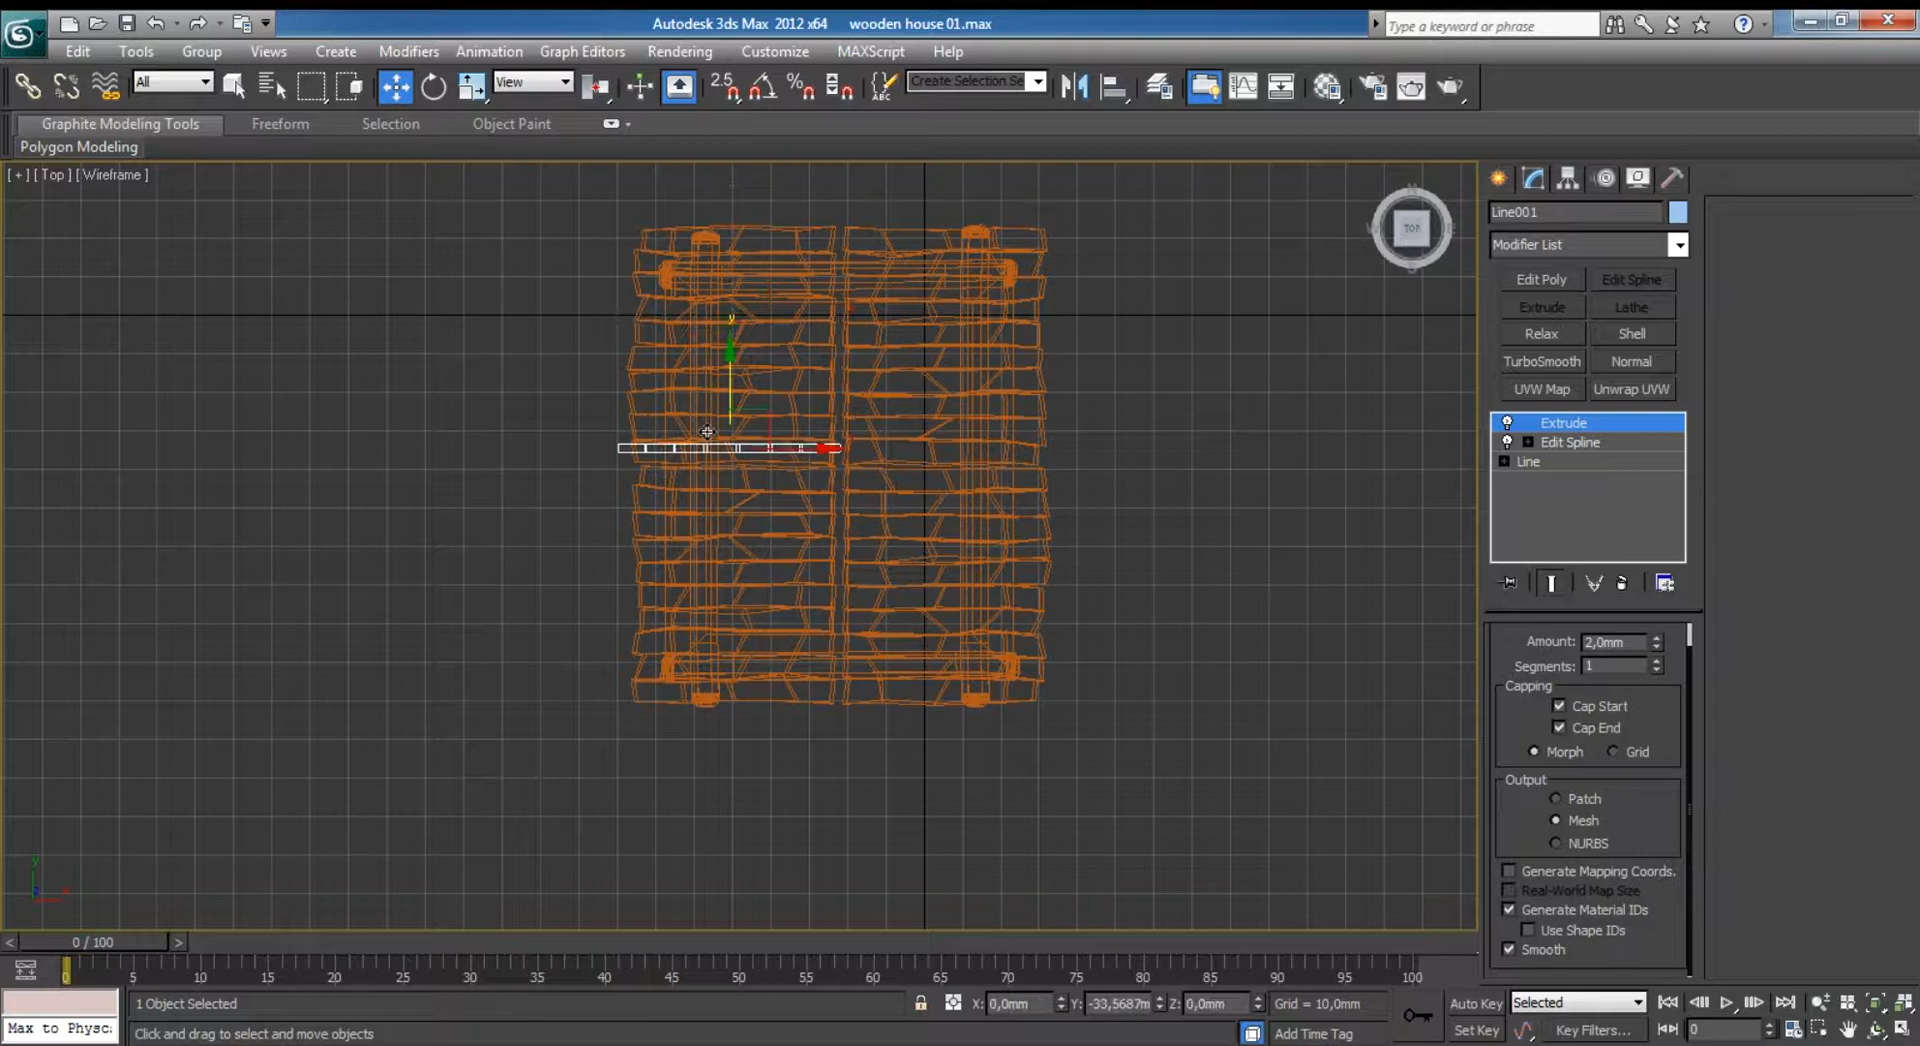 Autodesk 3ds Max 2012 x64 wooden house 01.max
Type a keyword or phrase
Edit Tools Group Views Create Modifiers Animation Graph Editors Rendering Customize MAXScript Help
All
View
2.5
ABC
Create Selection Se
Graphite Modeling Tools Freeform Selection Object Paint
Polygon Modeling
[ + ] [ Top ] [ Wireframe ]
TOP
Line001
Modifier List
Edit Poly Edit Spline
Extrude Lathe
Relax Shell
TurboSmooth Normal
UVW Map Unwrap UVW
Extrude
Edit Spline
Line
y
Amount: 2,0mm
Segments: 1
Capping
Cap Start
Cap End
Morph Grid
Output
Patch
Mesh
NURBS
Generate Mapping Coords.
Real-World Map Size
Generate Material IDs
Use Shape IDs
Smooth
y
x
< 0 / 100 >
0 5 10 15 20 25 30 35 40 45 50 55 60 65 70 75 80 85 90 95 100
1 Object Selected X: 0,0mm Y: -33,5687m Z: 0,0mm Grid = 10,0mm Auto Key Selected
Max to Physc: Click and drag to select and move objects Add Time Tag Set Key Key Filters... 0